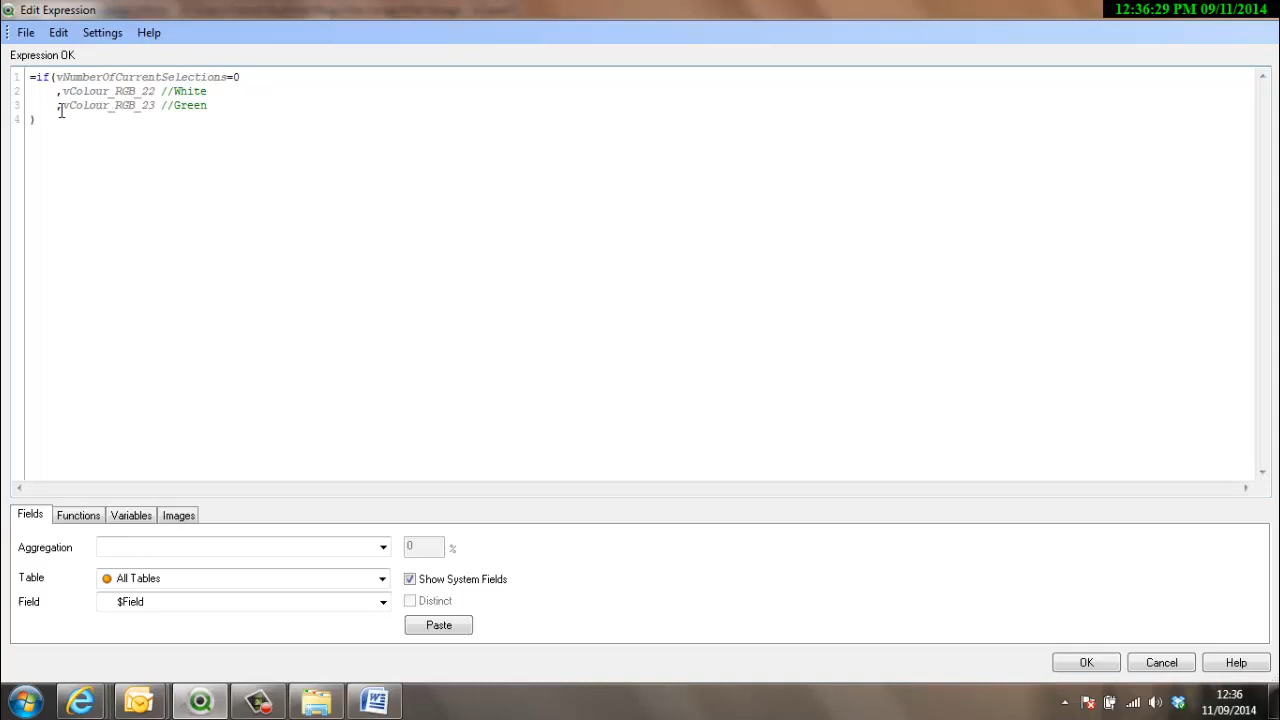 Edit Expression
12:36:29 PM 09/11/2014
File Edit Settings Help
Expression OK
1 =if(vNumberOfCurrentSelections=0
2 ,vColour_RGB_22 //White
3 ,vColour_RGB_23 //Green
4 )
Fields Functions Variables Images
Aggregation 0 %
Table All Tables Show System Fields
Field $Field Distinct
Paste
OK Cancel Help
12:36
11/09/2014